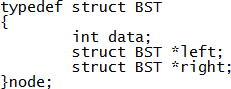 typedef struct BST
{
        int data;
        struct BST *left;
        struct BST *right;
}node;